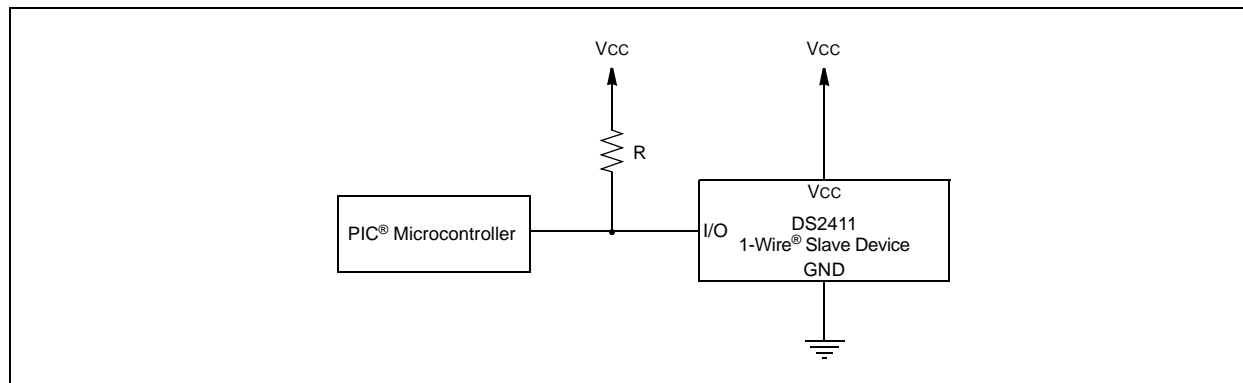 VCC
VCC
R
PIC® Microcontroller
VCC
I/O
DS2411
1-Wire® Slave Device
GND